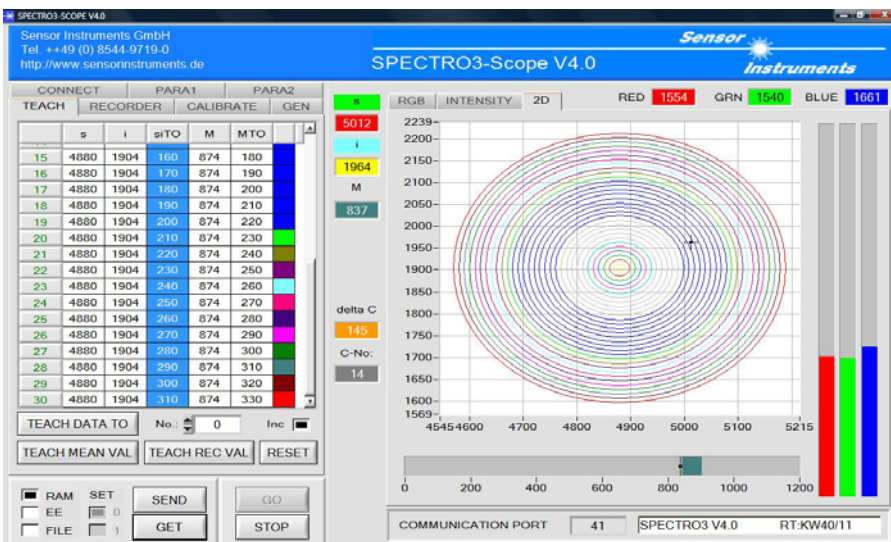 SPECTRO3-SCOPE V4.0
Sensor Instruments GmbH
Tel. ++49 (0) 8544-9719-0
http://www.sensorinstruments.de
SPECTRO3-Scope V4.0
Sensor
Instruments
CONNECT PARA1 PARA2
TEACH RECORDER CALIBRATE GEN
s i siTO M MTO
15 4880 1904 160 874 180
16 4880 1904 170 874 190
17 4880 1904 180 874 200
18 4880 1904 190 874 210
19 4880 1904 200 874 220
20 4880 1904 210 874 230
21 4880 1904 220 874 240
22 4880 1904 230 874 250
23 4880 1904 240 874 260
24 4880 1904 250 874 270
25 4880 1904 260 874 280
26 4880 1904 270 874 290
27 4880 1904 280 874 300
28 4880 1904 290 874 310
29 4880 1904 300 874 320
30 4880 1904 310 874 330
TEACH DATA TO No.: 0 Inc
TEACH MEAN VAL TEACH REC VAL RESET
RAM SET SEND GO
EE 0
FILE 1 GET STOP
s
5012
i
1964
M
837
delta C
145
C-No:
14
RGB INTENSITY 2D RED 1554 GRN 1540 BLUE 1661
2239
2200
2150
2100
2050
2000
1950
1900
1850
1800
1750
1700
1650
1600
1569
4545 4600 4700 4800 4900 5000 5100 5215
0 200 400 600 800 1000 1200
COMMUNICATION PORT 41 SPECTRO3 V4.0 RT:KW40/11